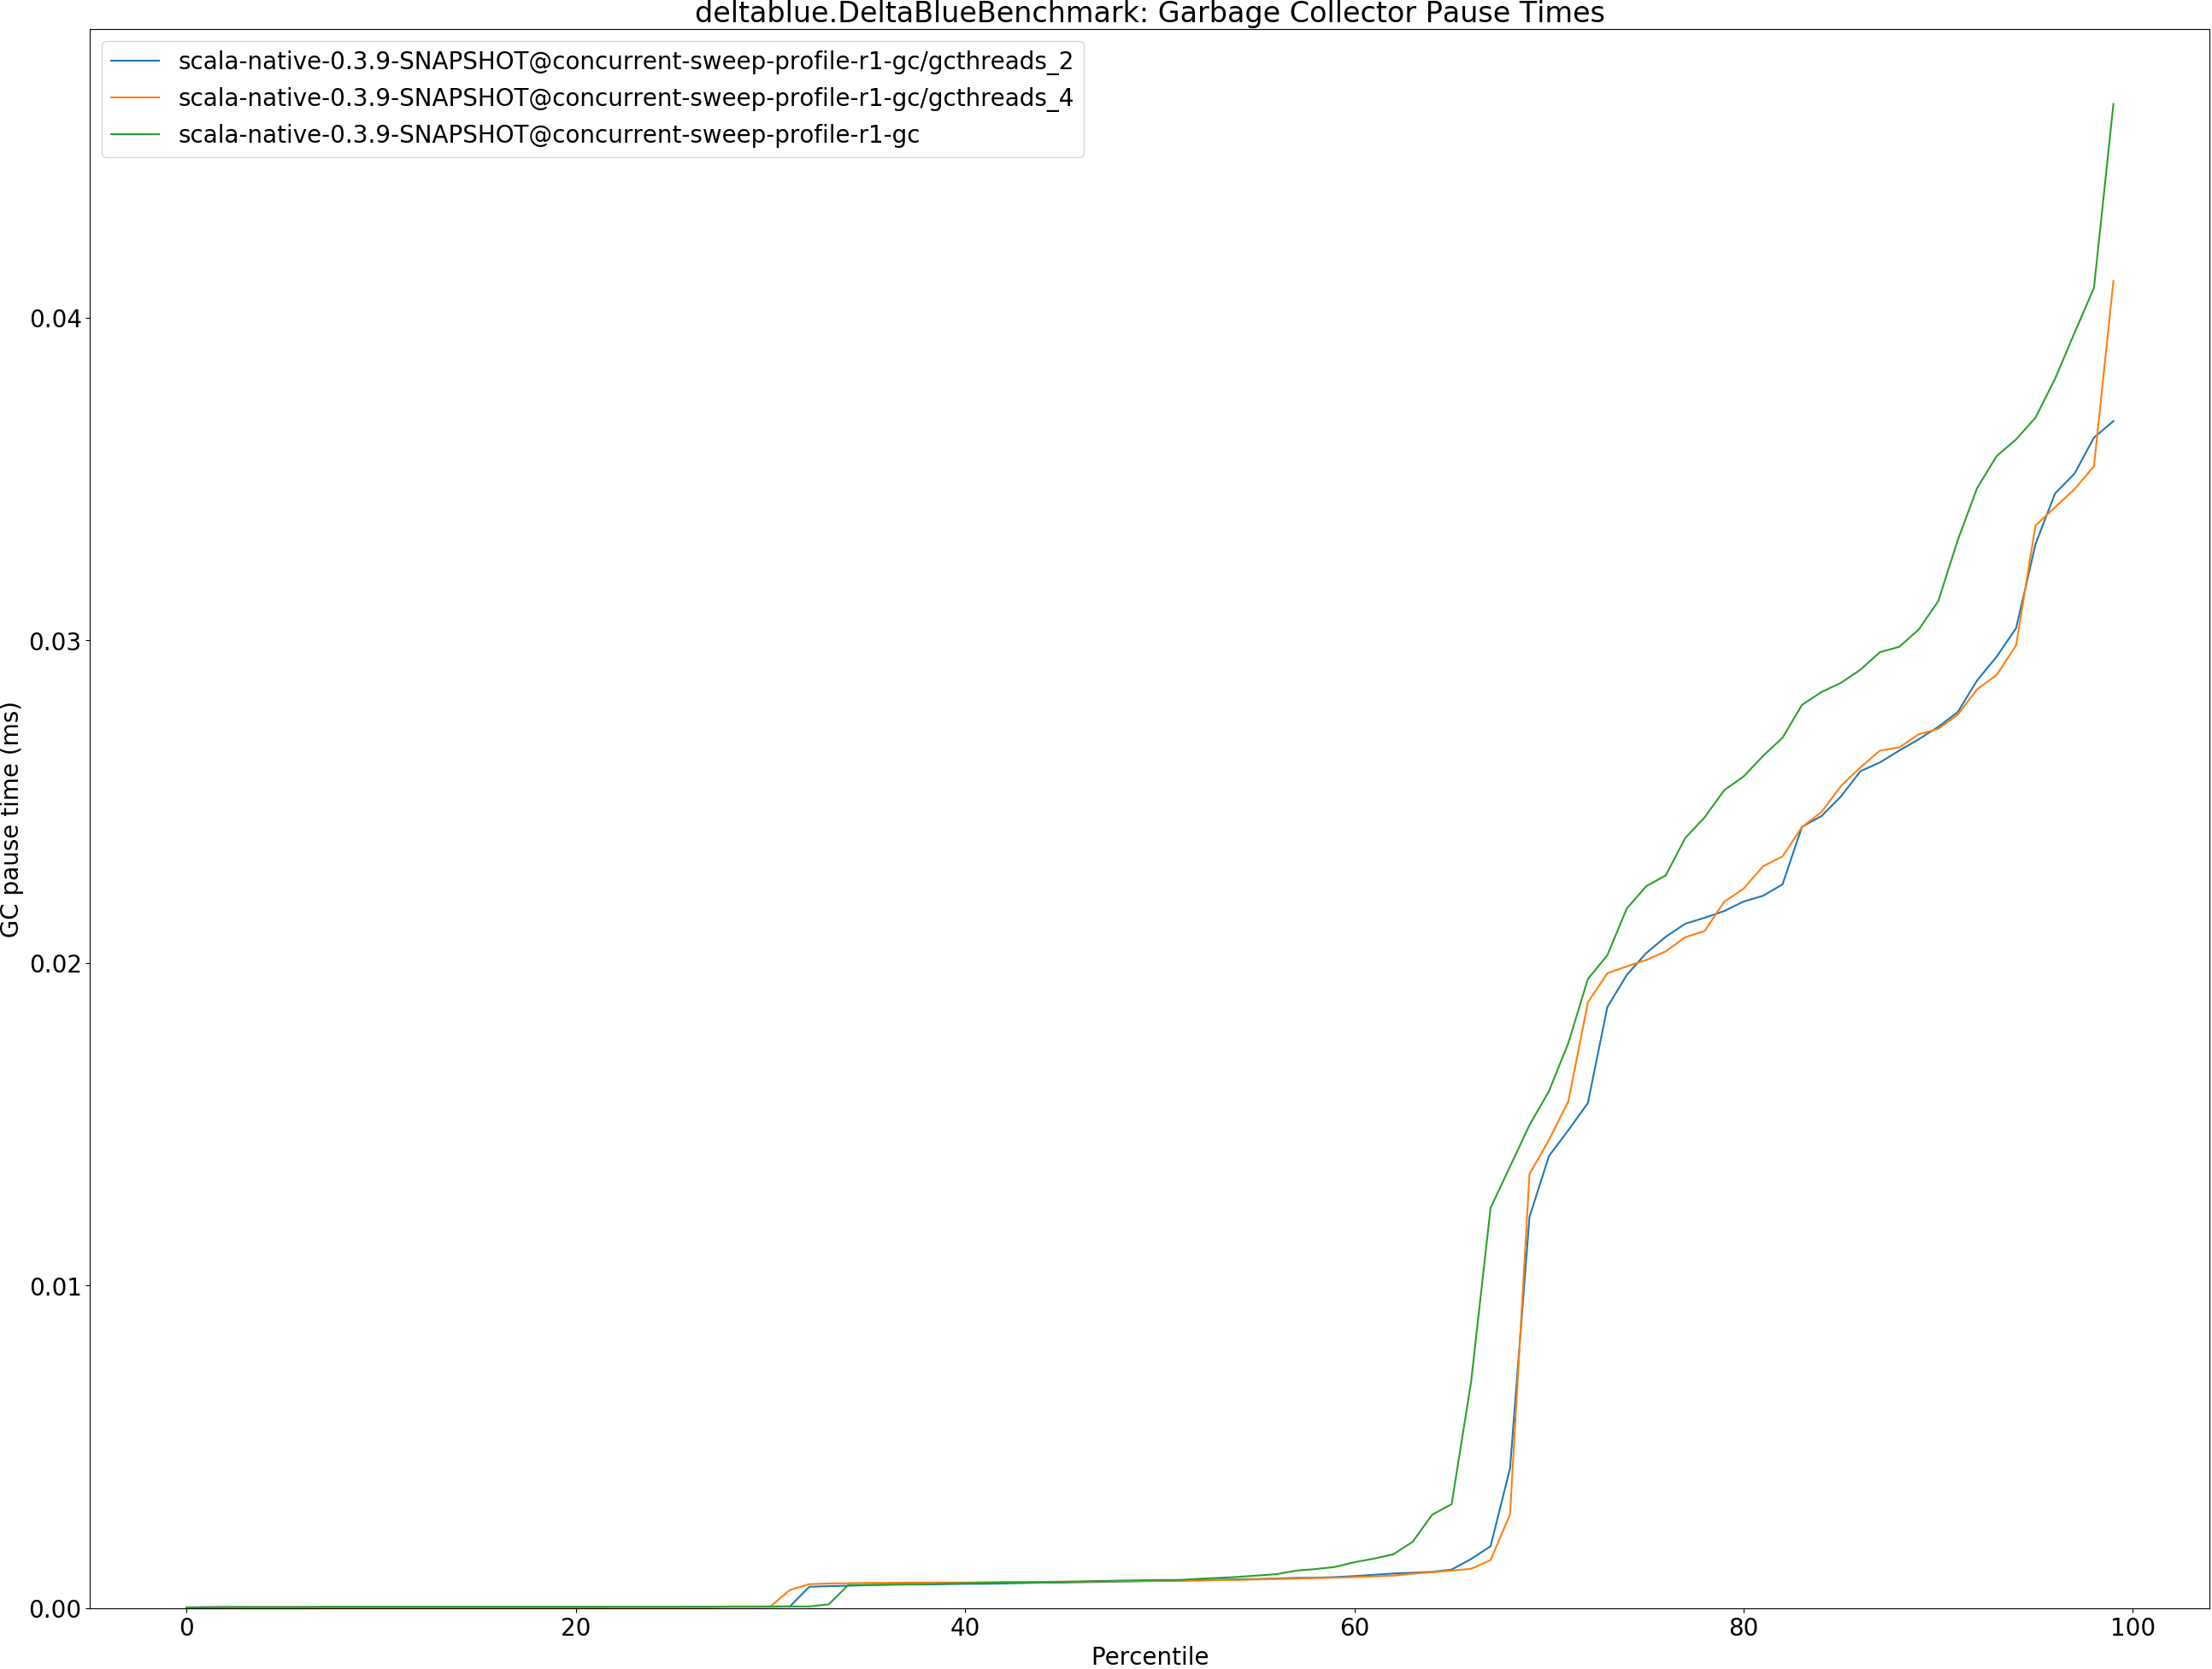 deltablue.DeltaBlueBenchmark: Garbage Collector Pause Times
scala-native-0.3.9-SNAPSHOT@concurrent-sweep-profile-r1-gc/gcthreads_2
scala-native-0.3.9-SNAPSHOT@concurrent-sweep-profile-r1-gc/gcthreads_4
scala-native-0.3.9-SNAPSHOT@concurrent-sweep-profile-r1-gc
GC pause time (ms)
0.04
0.03
0.02
0.01
0.00
0 20 40 60 80 100
Percentile